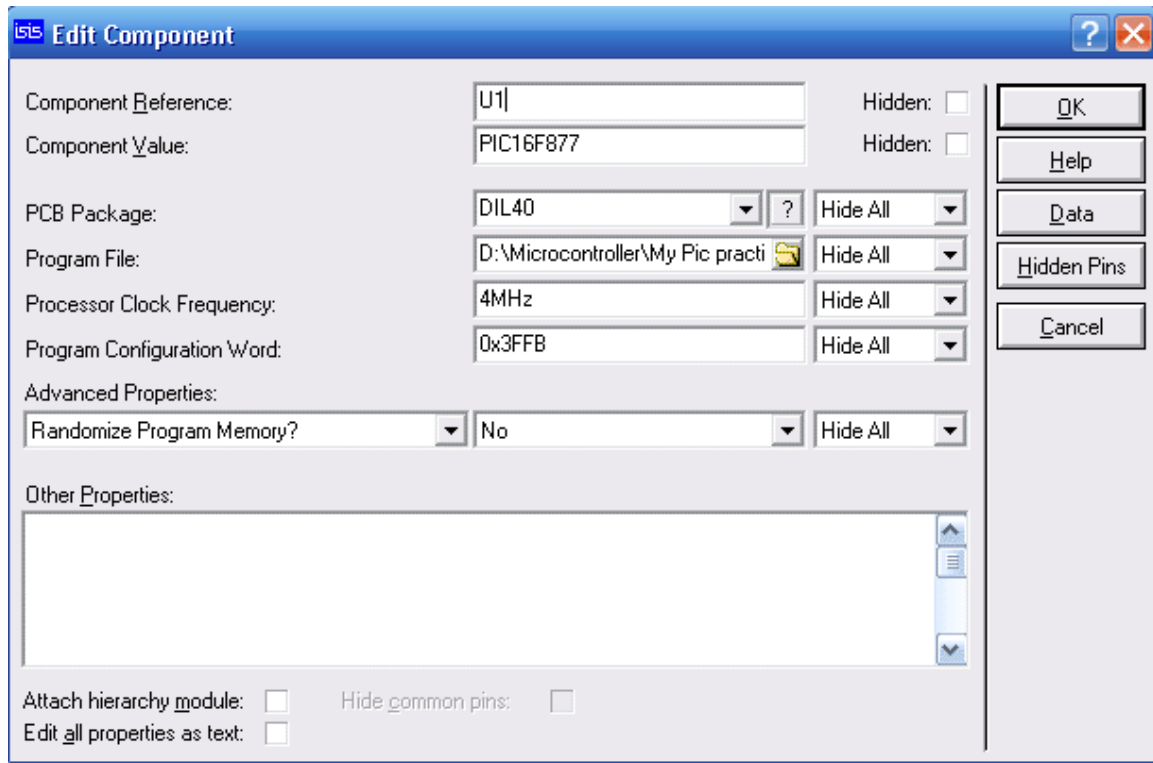 isis Edit Component ?
Component Reference: U1 Hidden: OK
Component Value: PIC16F877 Hidden: Help
PCB Package: DIL40 ? Hide All Data
Program File: D:\Microcontroller\My Pic practi Hide All Hidden Pins
Processor Clock Frequency: 4MHz Hide All Cancel
Program Configuration Word: 0x3FFB Hide All
Advanced Properties:
Randomize Program Memory? No Hide All
Other Properties:
Attach hierarchy module: Hide common pins:
Edit all properties as text: